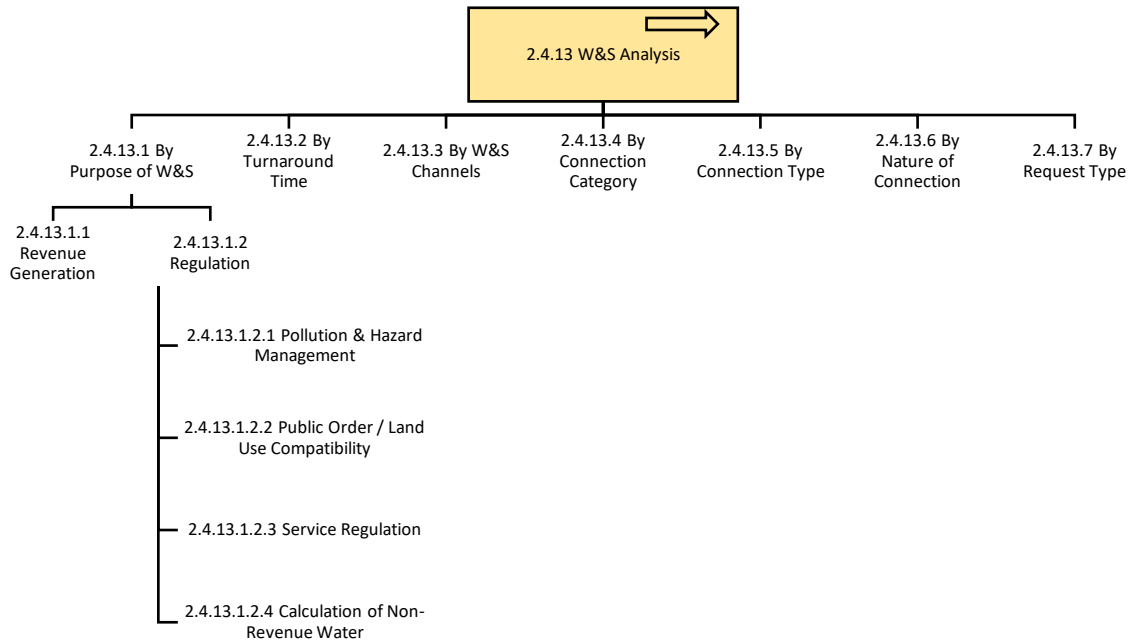 2.4.13 W&S Analysis
2.4.13.1 By
Purpose of W&S
2.4.13.2 By
Turnaround
Time
2.4.13.3 By W&S
Channels
2.4.13.4 By
Connection
Category
2.4.13.5 By
Connection Type
2.4.13.6 By
Nature of
Connection
2.4.13.7 By
Request Type
2.4.13.1.1
Revenue
Generation
2.4.13.1.2
Regulation
2.4.13.1.2.1 Pollution & Hazard
Management
2.4.13.1.2.2 Public Order / Land
Use Compatibility
2.4.13.1.2.3 Service Regulation
2.4.13.1.2.4 Calculation of Non-
Revenue Water